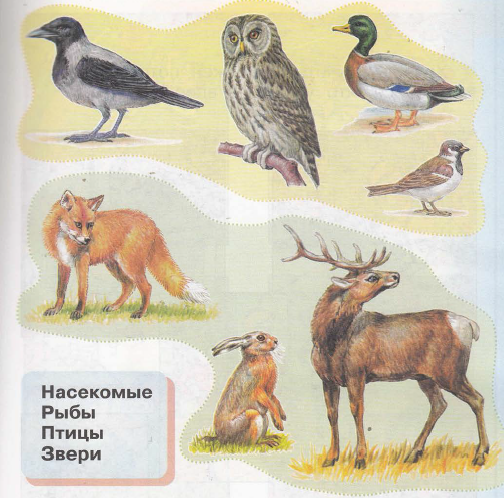 Насекомые
Рыбы
Птицы
Звери